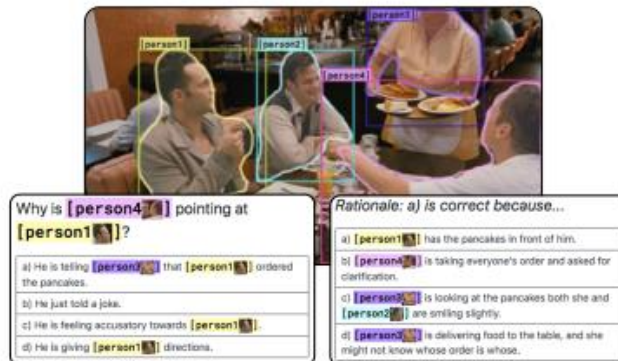 [person1]
[person2]
[person3]
[person4]
Why is [person4] pointing at
[person1]?
a) He is telling [person3] that [person1] ordered
the pancakes.
b) He just told a joke.
c) He is feeling accusatory towards [person1].
d) He is giving [person1] directions.
Rationale: a) is correct because...
a) [person1] has the pancakes in front of him.
b) [person4] is taking everyone's order and asked for
clarification.
c) [person3] is looking at the pancakes both she and
[person2] are smiling slightly.
d) [person3] is delivering food to the table, and she
might not know whose order is whose.